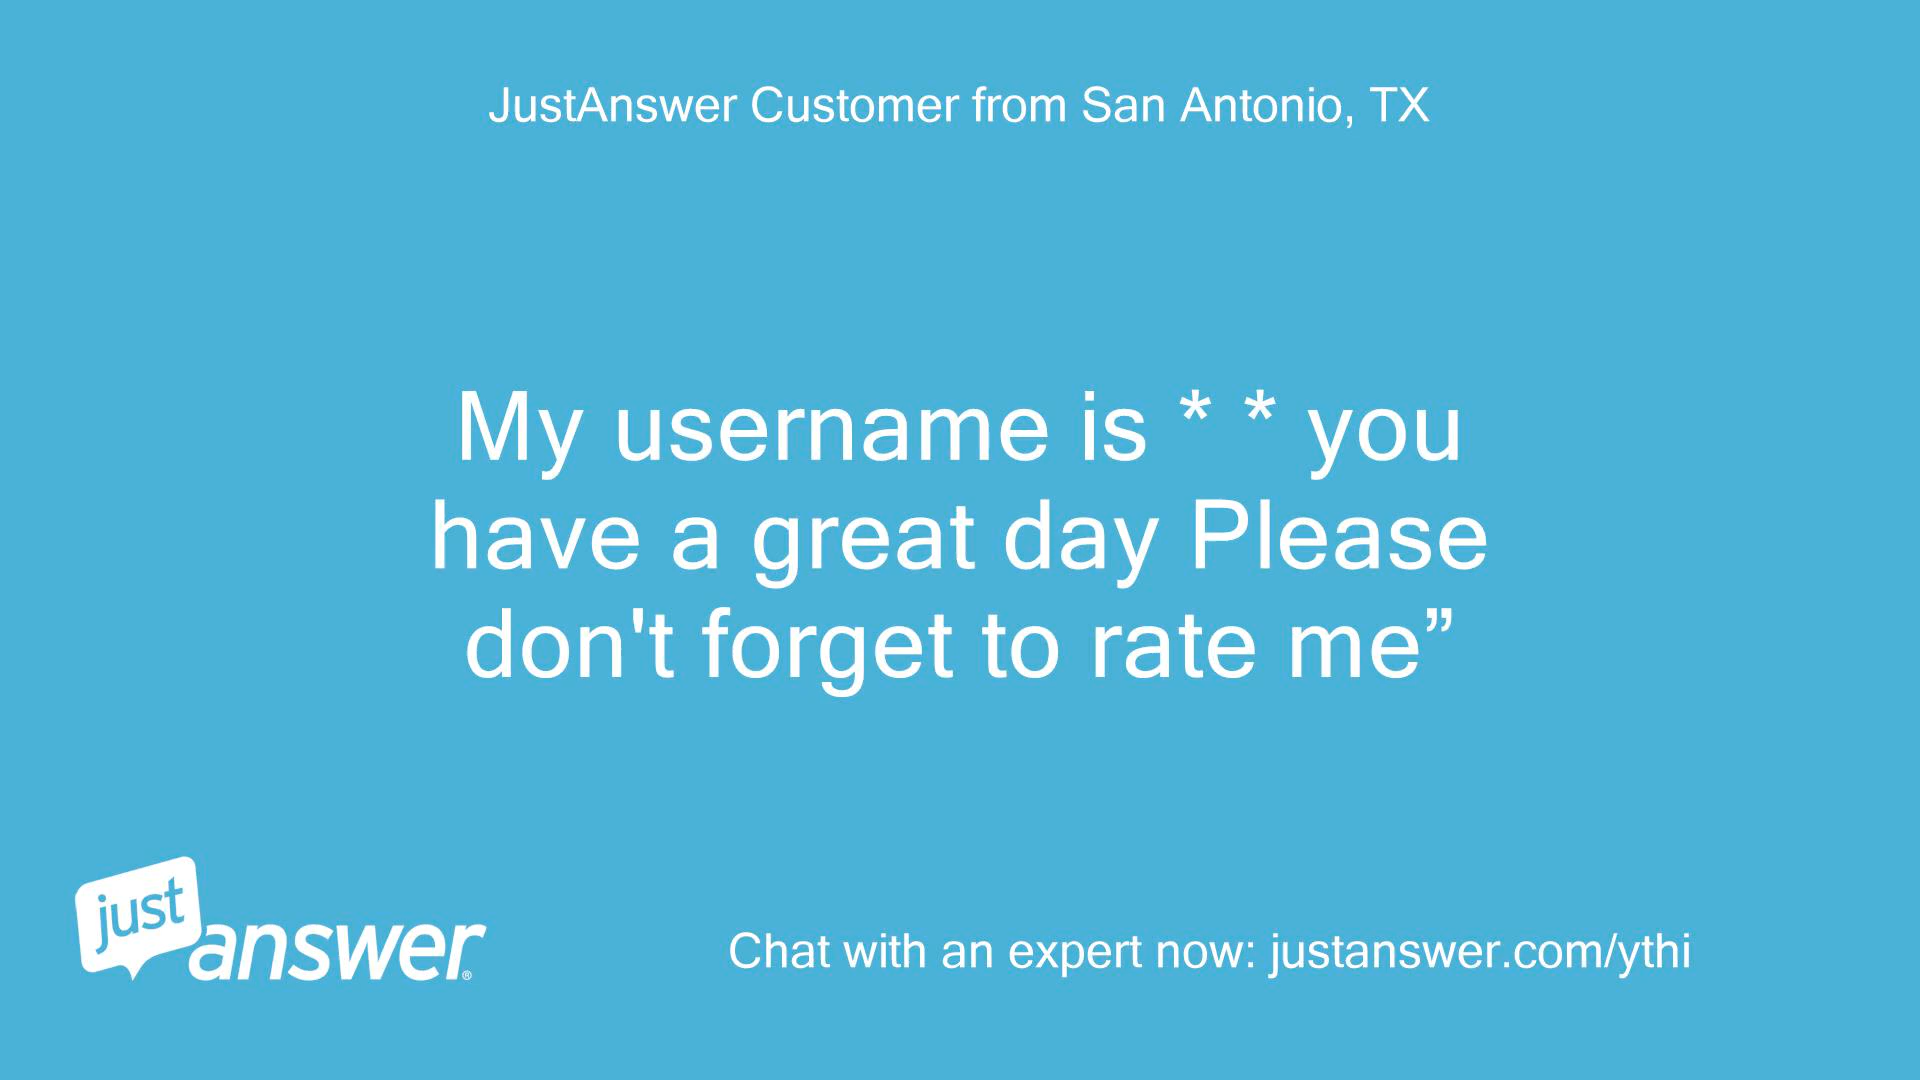 JustAnswer Customer from San Antonio, TX
My username is * * you
have a great day Please
don't forget to rate me”
just
answer®
Chat with an expert now: justanswer.com/ythi